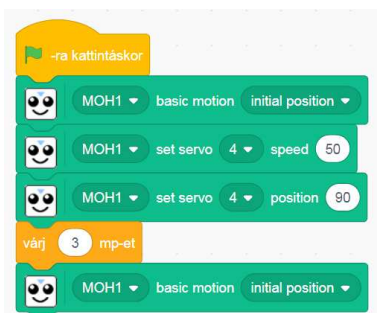 -ra kattintáskor
MOH1 basic motion initial position
MOH1 set servo 4 speed 50
MOH1 set servo 4 position 90
várj 3 mp-et
MOH1 basic motion initial position